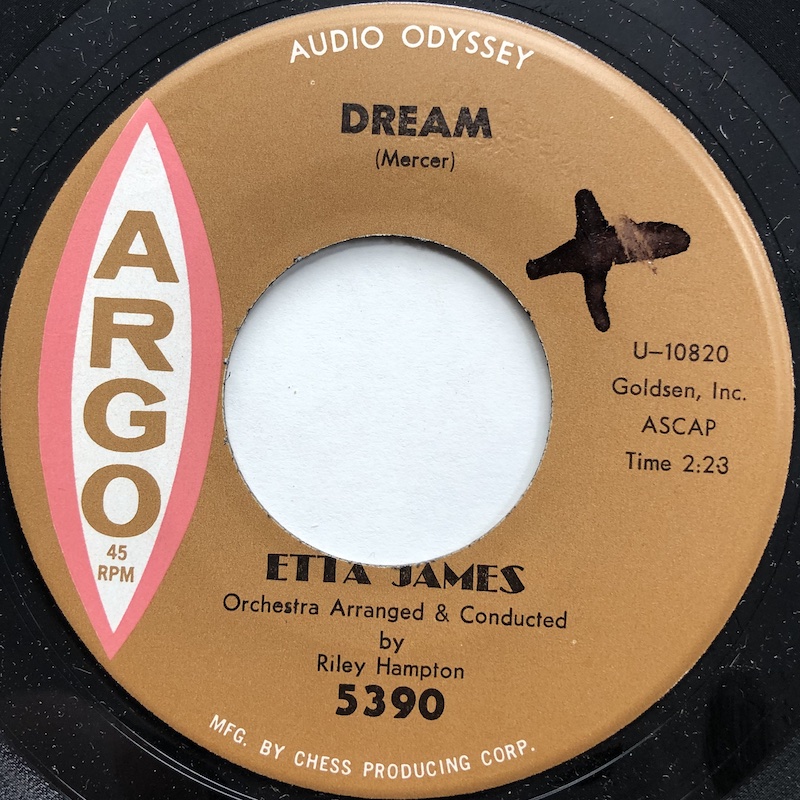 AUDIO ODYSSEY
DREAM
(Mercer)
ARGO
45
RPM
U-10820
Goldsen, Inc.
ASCAP
Time 2:23
ETTA JAMES
Orchestra Arranged & Conducted
by
Riley Hampton
5390
MFG. BY CHESS PRODUCING CORP.